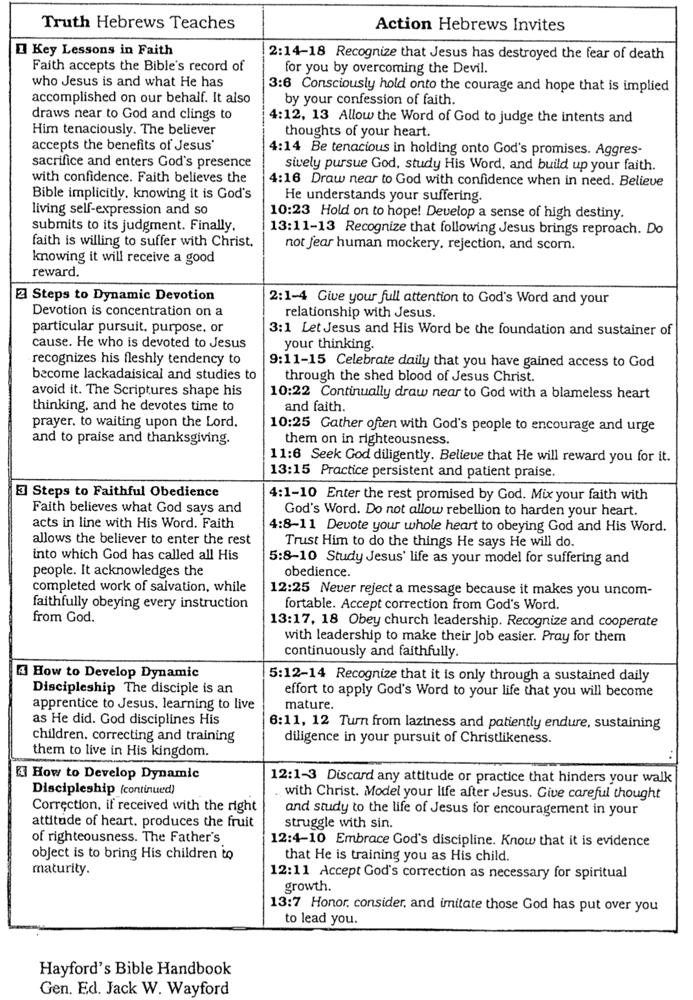 Truth Hebrews Teaches
Action Hebrews Invites
1 Key Lessons in Faith
Faith accepts the Bible's record of
who Jesus is and what He has
accomplished on our behalf. It also
draws near to God and clings to
Him tenaciously. The believer
accepts the benefits of Jesus'
sacrifice and enters God's presence
with confidence. Faith believes the
Bible implicitly, knowing it is God's
living self-expression and so
submits to its judgment. Finally,
faith is willing to suffer with Christ,
knowing it will receive a good
reward.
2:14–18 Recognize that Jesus has destroyed the fear of death
for you by overcoming the Devil.
3:6 Consciously hold onto the courage and hope that is implied
by your confession of faith.
4:12, 13 Allow the Word of God to judge the intents and
thoughts of your heart.
4:14 Be tenacious in holding onto God's promises. Aggres-
sively pursue God, study His Word, and build up your faith.
4:16 Draw near to God with confidence when in need. Believe
He understands your suffering.
10:23 Hold on to hope! Develop a sense of high destiny.
13:11–13 Recognize that following Jesus brings reproach. Do
not fear human mockery, rejection, and scorn.
2 Steps to Dynamic Devotion
Devotion is concentration on a
particular pursuit, purpose, or
cause. He who is devoted to Jesus
recognizes his fleshly tendency to
become lackadaisical and studies to
avoid it. The Scriptures shape his
thinking, and he devotes time to
prayer, to waiting upon the Lord,
and to praise and thanksgiving.
2:1–4 Give your full attention to God's Word and your
relationship with Jesus.
3:1 Let Jesus and His Word be the foundation and sustainer of
your thinking.
9:11–15 Celebrate daily that you have gained access to God
through the shed blood of Jesus Christ.
10:22 Continually draw near to God with a blameless heart
and faith.
10:25 Gather often with God's people to encourage and urge
them on in righteousness.
11:6 Seek God diligently. Believe that He will reward you for it.
13:15 Practice persistent and patient praise.
3 Steps to Faithful Obedience
Faith believes what God says and
acts in line with His Word. Faith
allows the believer to enter the rest
into which God has called all His
people. It acknowledges the
completed work of salvation, while
faithfully obeying every instruction
from God.
4:1–10 Enter the rest promised by God. Mix your faith with
God's Word. Do not allow rebellion to harden your heart.
4:8–11 Devote your whole heart to obeying God and His Word.
Trust Him to do the things He says He will do.
5:8–10 Study Jesus' life as your model for suffering and
obedience.
12:25 Never reject a message because it makes you uncom-
fortable. Accept correction from God's Word.
13:17, 18 Obey church leadership. Recognize and cooperate
with leadership to make their job easier. Pray for them
continuously and faithfully.
4 How to Develop Dynamic
Discipleship The disciple is an
apprentice to Jesus, learning to live
as He did. God disciplines His
children, correcting and training
them to live in His kingdom.
5:12–14 Recognize that it is only through a sustained daily
effort to apply God's Word to your life that you will become
mature.
6:11, 12 Turn from laziness and patiently endure, sustaining
diligence in your pursuit of Christlikeness.
4 How to Develop Dynamic
Discipleship (continued)
Correction, if received with the right
attitude of heart, produces the fruit
of righteousness. The Father's
object is to bring His children to
maturity.
12:1–3 Discard any attitude or practice that hinders your walk
with Christ. Model your life after Jesus. Give careful thought
and study to the life of Jesus for encouragement in your
struggle with sin.
12:4–10 Embrace God's discipline. Know that it is evidence
that He is training you as His child.
12:11 Accept God's correction as necessary for spiritual
growth.
13:7 Honor, consider, and imitate those God has put over you
to lead you.
Hayford's Bible Handbook
Gen. Ed. Jack W. Wayford